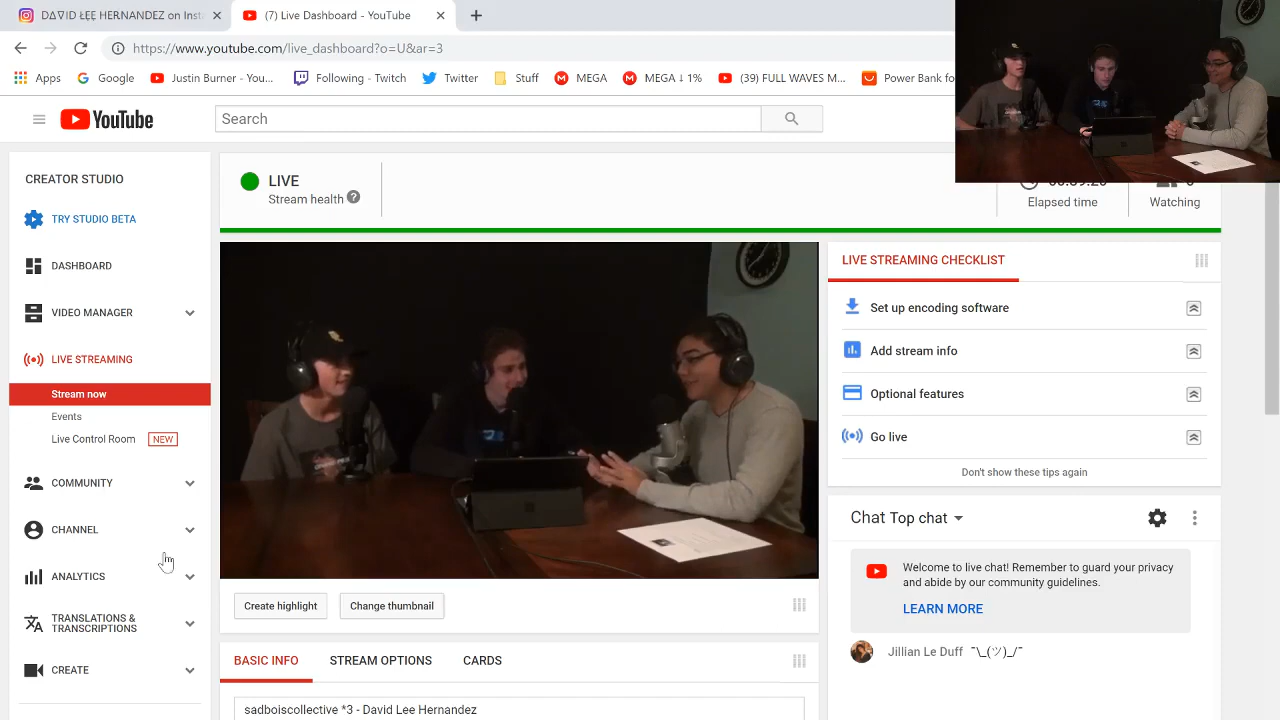 D∆∇ID ŁĘĘ HERNANDEZ on Inst
(7) Live Dashboard - YouTube
https://www.youtube.com/live_dashboard?o=U&ar=3
Apps
Google
Justin Burner - You...
Following - Twitch
Twitter
Stuff
MEGA
MEGA ↓ 1%
(39) FULL WAVES M...
Power Bank for
YouTube
Search
CREATOR STUDIO
TRY STUDIO BETA
DASHBOARD
VIDEO MANAGER
LIVE STREAMING
Stream now
Events
Live Control Room NEW
COMMUNITY
CHANNEL
ANALYTICS
TRANSLATIONS &
TRANSCRIPTIONS
CREATE
LIVE
Stream health ?
Elapsed time
Watching
Create highlight
Change thumbnail
BASIC INFO
STREAM OPTIONS
CARDS
sadboiscollective *3 - David Lee Hernandez
LIVE STREAMING CHECKLIST
Set up encoding software
Add stream info
Optional features
Go live
Don't show these tips again
Chat Top chat
Welcome to live chat! Remember to guard your privacy
and abide by our community guidelines.
LEARN MORE
Jillian Le Duff ¯\_(ツ)_/¯